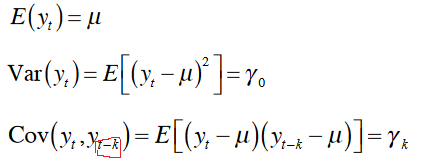 E(y_t) = μ
Var(y_t) = E[(y_t − μ)^2] = γ_0
Cov(y_t, y_{t−k}) = E[(y_t − μ)(y_{t−k} − μ)] = γ_k